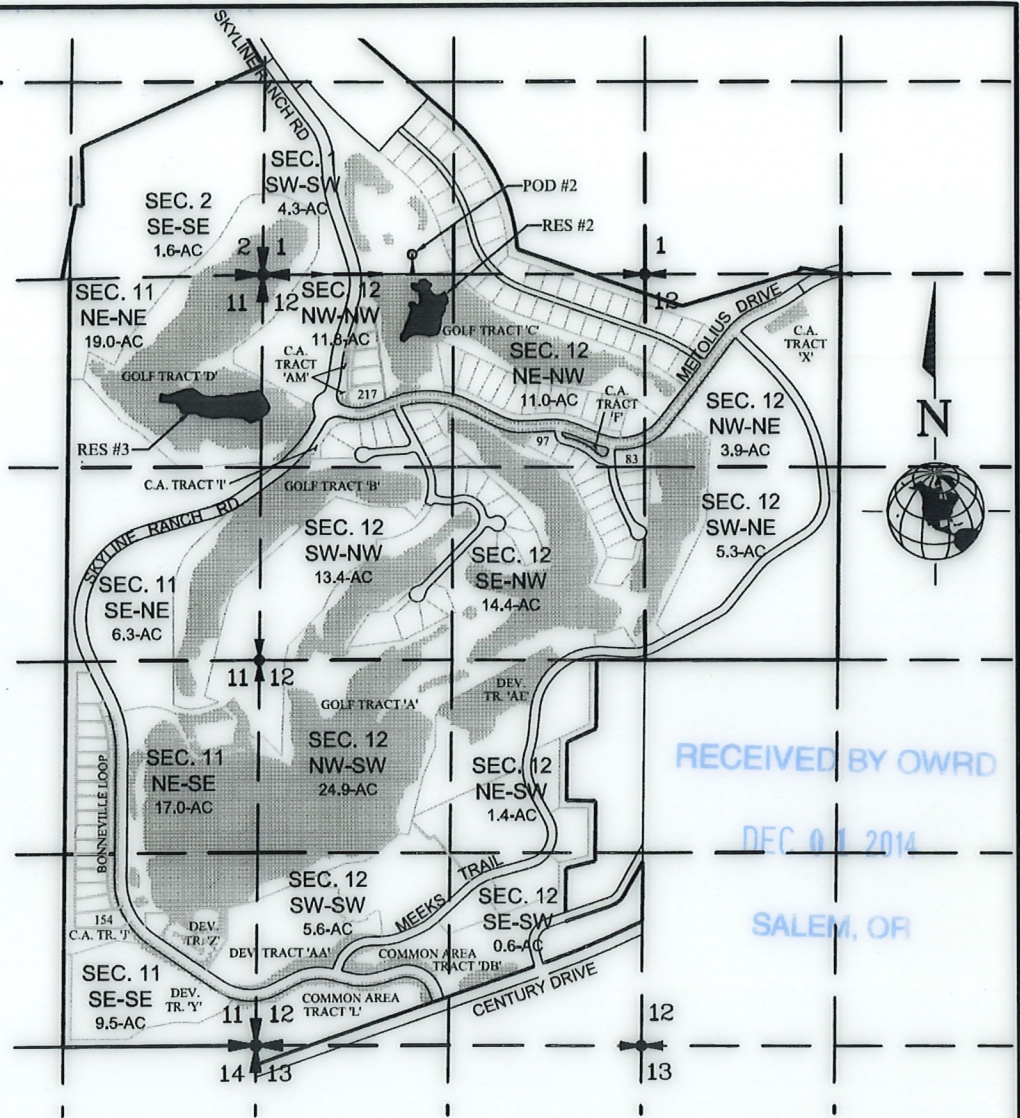 SKYLINE RANCH RD
SEC.
SW-SW
4.3-AC
POD #2
RES #2
SEC. 2
SE-SE
1.6-AC
2 1
11 12
1
12
SEC. 11
NE-NE
19.0-AC
SEC. 12
NW-NW
11.8-AC
GOLF TRACT 'C'
METOLIUS DRIVE
C.A.
TRACT
'X'
C.A.
TRACT
'AM'
SEC. 12
NE-NW
11.0-AC
C.A.
TRACT
'F'
GOLF TRACT 'D'
217
97
83
SEC. 12
NW-NE
3.9-AC
N
RES #3
C.A. TRACT 'I'
GOLF TRACT 'B'
SKYLINE RANCH RD
SEC. 12
SW-NW
13.4-AC
SEC. 12
SE-NW
14.4-AC
SEC. 12
SW-NE
5.3-AC
SEC. 11
SE-NE
6.3-AC
11 12
GOLF TRACT 'A'
DEV.
TR. 'AE'
BONNEVILLE LOOP
SEC. 11
NE-SE
17.0-AC
SEC. 12
NW-SW
24.9-AC
SEC. 12
NE-SW
1.4-AC
RECEIVED BY OWRD
DEC 01 2014
SALEM, OR
SEC. 12
SW-SW
5.6-AC
MEEKS TRAIL
SEC. 12
SE-SW
0.6-AC
154
C.A. TR. 'J'
DEV.
TR. 'Z'
DEV. TRACT 'AA'
COMMON AREA
TRACT 'DB'
CENTURY DRIVE
SEC. 11
SE-SE
9.5-AC
DEV.
TR. 'Y'
COMMON AREA
TRACT 'L'
11 12
14 13
12
13